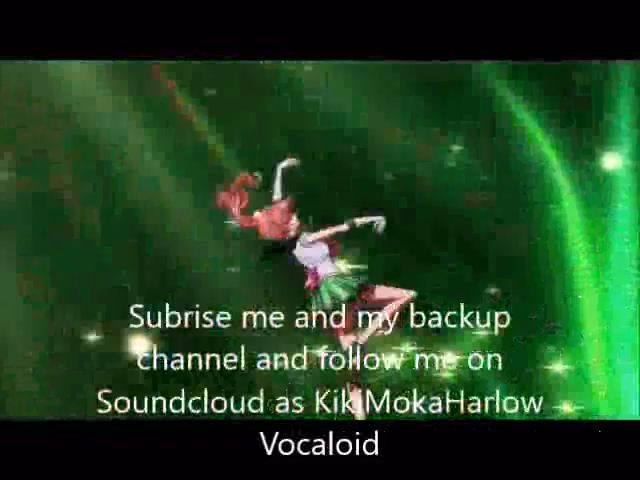 Subrise me and my backup
channel and follow me on
Soundcloud as KikiMokaHarlow
Vocaloid